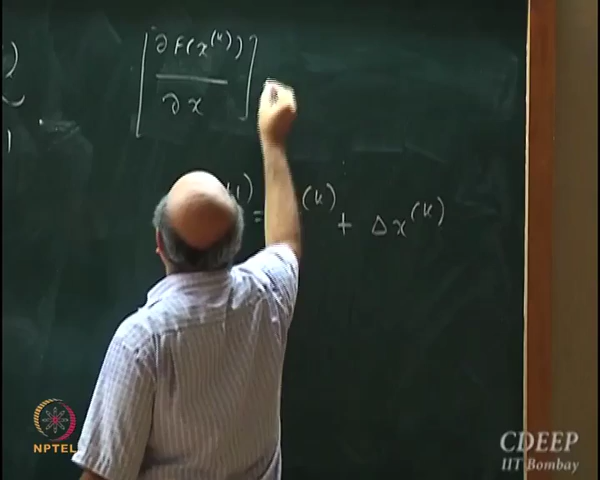 [∂F(x^(k))
∂x]
= (k) + Δx^(k)
NPTEL
CDEEP
IIT Bombay